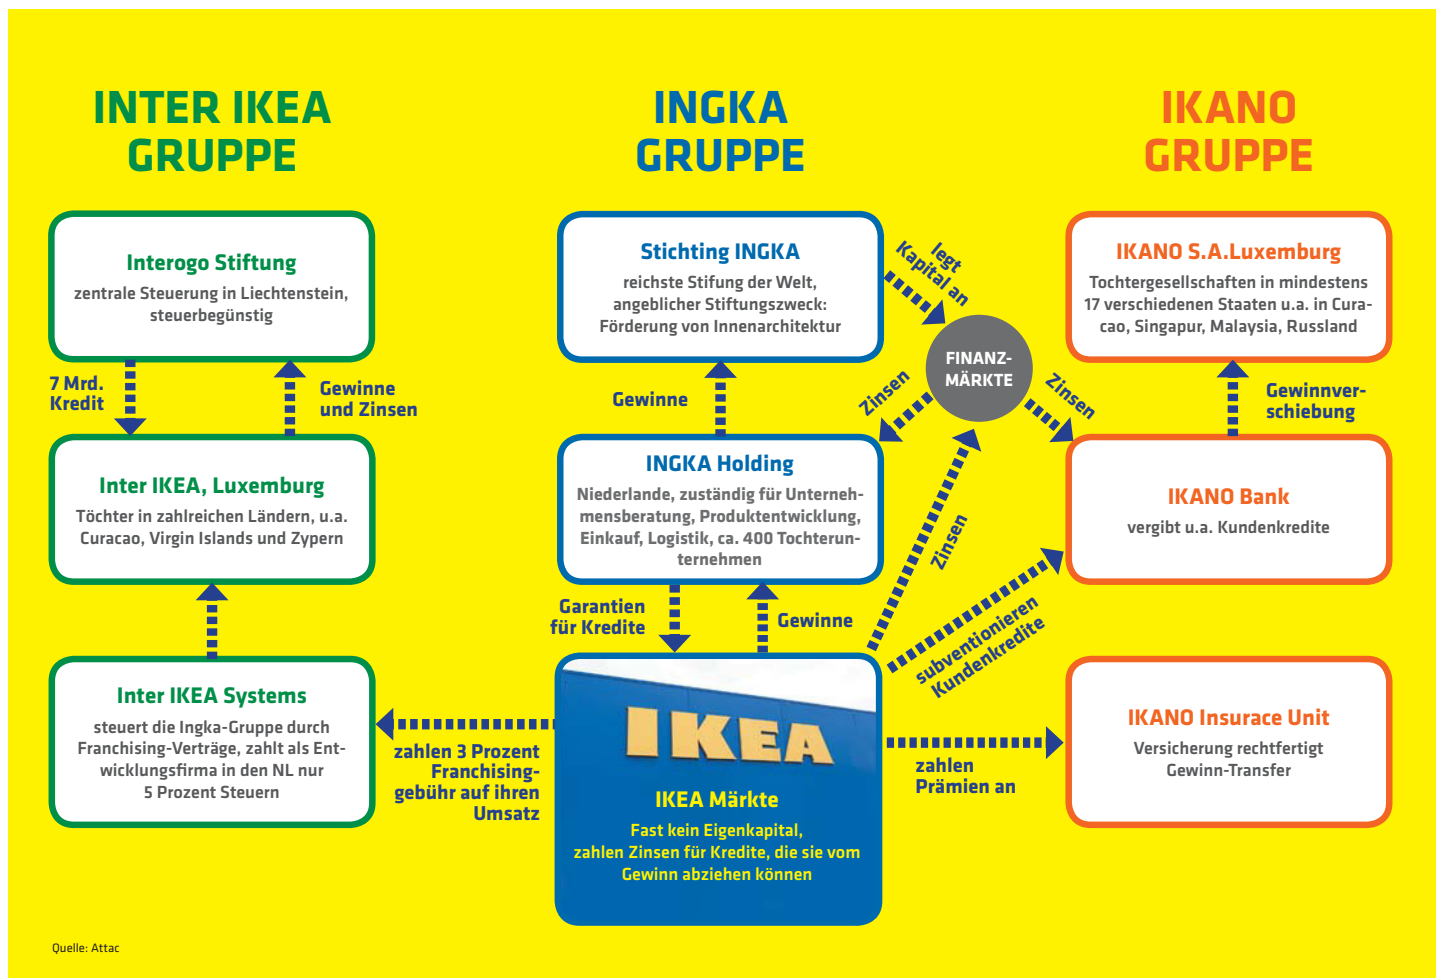 INTER IKEA
GRUPPE
INGKA
GRUPPE
IKANO
GRUPPE
Interogo Stiftung
zentrale Steuerung in Liechtenstein,
steuerbegünstig
7 Mrd.
Kredit
Gewinne
und Zinsen
Inter IKEA, Luxemburg
Töchter in zahlreichen Ländern, u.a.
Curacao, Virgin Islands und Zypern
Inter IKEA Systems
steuert die Ingka-Gruppe durch
Franchising-Verträge, zahlt als Ent-
wicklungsfirma in den NL nur
5 Prozent Steuern
zahlen 3 Prozent
Franchising-
gebühr auf ihren
Umsatz
Stichting INGKA
reichste Stifung der Welt,
angeblicher Stiftungszweck:
Förderung von Innenarchitektur
legt
Kapital an
FINANZ-
MÄRKTE
Zinsen
Zinsen
Gewinne
INGKA Holding
Niederlande, zuständig für Unterneh-
mensberatung, Produktentwicklung,
Einkauf, Logistik, ca. 400 Tochterun-
ternehmen
Garantien
für Kredite
Gewinne
Zinsen
subventionieren
Kundenkredite
IKEA
IKEA Märkte
Fast kein Eigenkapital,
zahlen Zinsen für Kredite, die sie vom
Gewinn abziehen können
zahlen
Prämien an
IKANO S.A.Luxemburg
Tochtergesellschaften in mindestens
17 verschiedenen Staaten u.a. in Cura-
cao, Singapur, Malaysia, Russland
Gewinnver-
schiebung
IKANO Bank
vergibt u.a. Kundenkredite
IKANO Insurace Unit
Versicherung rechtfertigt
Gewinn-Transfer
Quelle: Attac